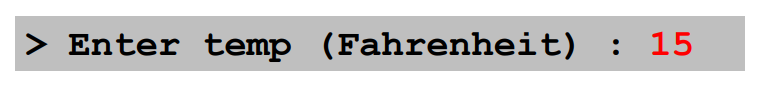 > Enter temp (Fahrenheit) : 15